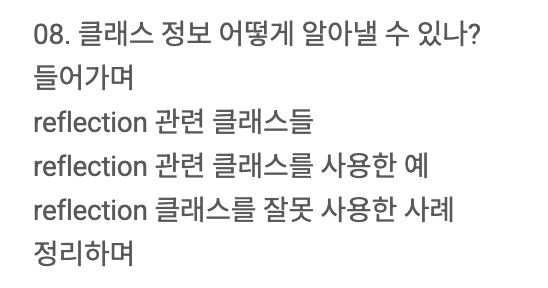 08. 클래스 정보 어떻게 알아낼 수 있나?
들어가며
reflection 관련 클래스들
reflection 관련 클래스를 사용한 예
reflection 클래스를 잘못 사용한 사례
정리하며